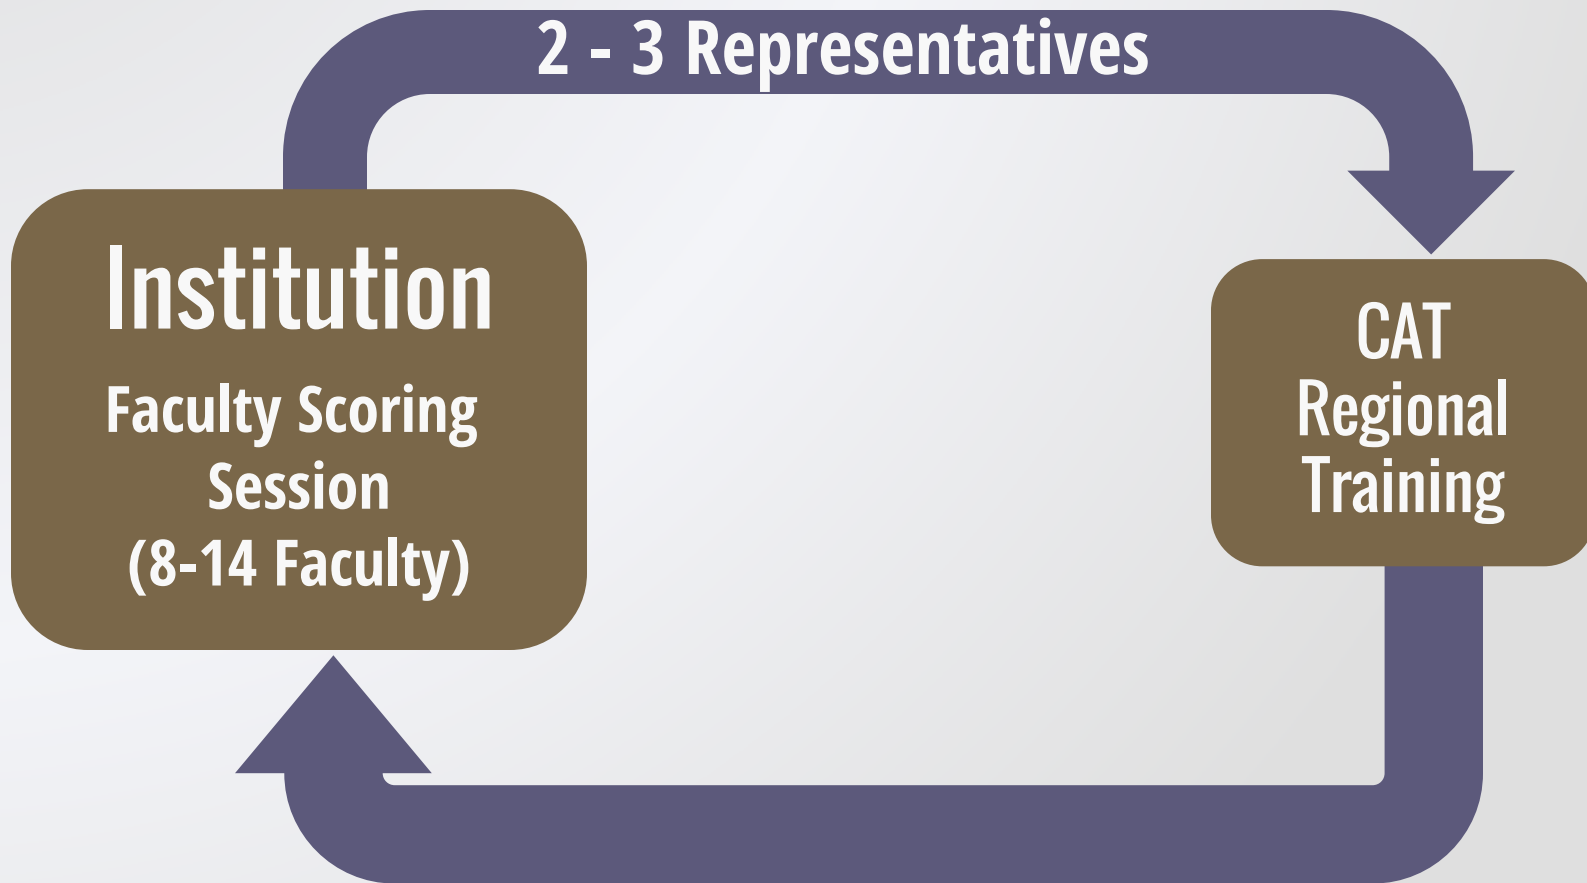 2 - 3 Representatives
Institution
Faculty Scoring
Session
(8-14 Faculty)
CAT
Regional
Training